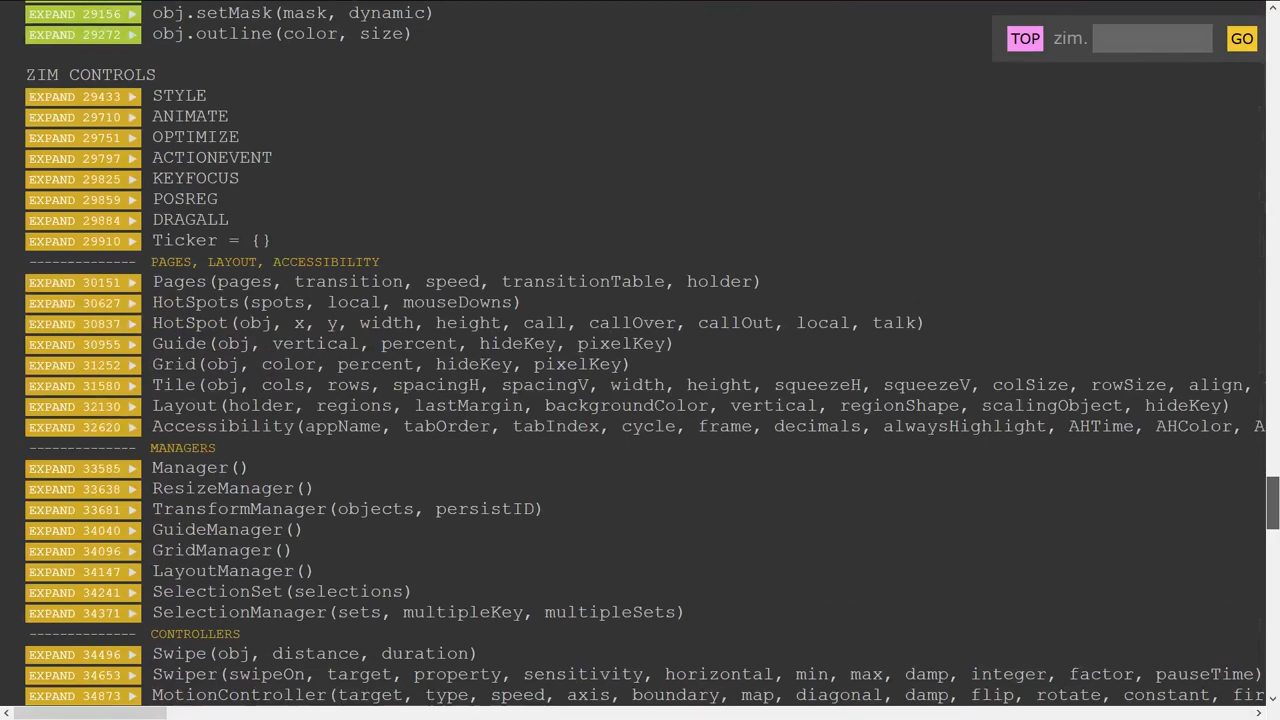 EXPAND 29156 ▶ obj.setMask(mask, dynamic)
EXPAND 29272 ▶ obj.outline(color, size)
TOP zim. GO
ZIM CONTROLS
EXPAND 29433 ▶ STYLE
EXPAND 29710 ▶ ANIMATE
EXPAND 29751 ▶ OPTIMIZE
EXPAND 29797 ▶ ACTIONEVENT
EXPAND 29825 ▶ KEYFOCUS
EXPAND 29859 ▶ POSREG
EXPAND 29884 ▶ DRAGALL
EXPAND 29910 ▶ Ticker = {}
-------------- PAGES, LAYOUT, ACCESSIBILITY
EXPAND 30151 ▶ Pages(pages, transition, speed, transitionTable, holder)
EXPAND 30627 ▶ HotSpots(spots, local, mouseDowns)
EXPAND 30837 ▶ HotSpot(obj, x, y, width, height, call, callOver, callOut, local, talk)
EXPAND 30955 ▶ Guide(obj, vertical, percent, hideKey, pixelKey)
EXPAND 31252 ▶ Grid(obj, color, percent, hideKey, pixelKey)
EXPAND 31580 ▶ Tile(obj, cols, rows, spacingH, spacingV, width, height, squeezeH, squeezeV, colSize, rowSize, align,
EXPAND 32130 ▶ Layout(holder, regions, lastMargin, backgroundColor, vertical, regionShape, scalingObject, hideKey)
EXPAND 32620 ▶ Accessibility(appName, tabOrder, tabIndex, cycle, frame, decimals, alwaysHighlight, AHTime, AHColor, A
-------------- MANAGERS
EXPAND 33585 ▶ Manager()
EXPAND 33638 ▶ ResizeManager()
EXPAND 33681 ▶ TransformManager(objects, persistID)
EXPAND 34040 ▶ GuideManager()
EXPAND 34096 ▶ GridManager()
EXPAND 34147 ▶ LayoutManager()
EXPAND 34241 ▶ SelectionSet(selections)
EXPAND 34371 ▶ SelectionManager(sets, multipleKey, multipleSets)
-------------- CONTROLLERS
EXPAND 34496 ▶ Swipe(obj, distance, duration)
EXPAND 34653 ▶ Swiper(swipeOn, target, property, sensitivity, horizontal, min, max, damp, integer, factor, pauseTime)
EXPAND 34873 ▶ MotionController(target, type, speed, axis, boundary, map, diagonal, damp, flip, rotate, constant, fir